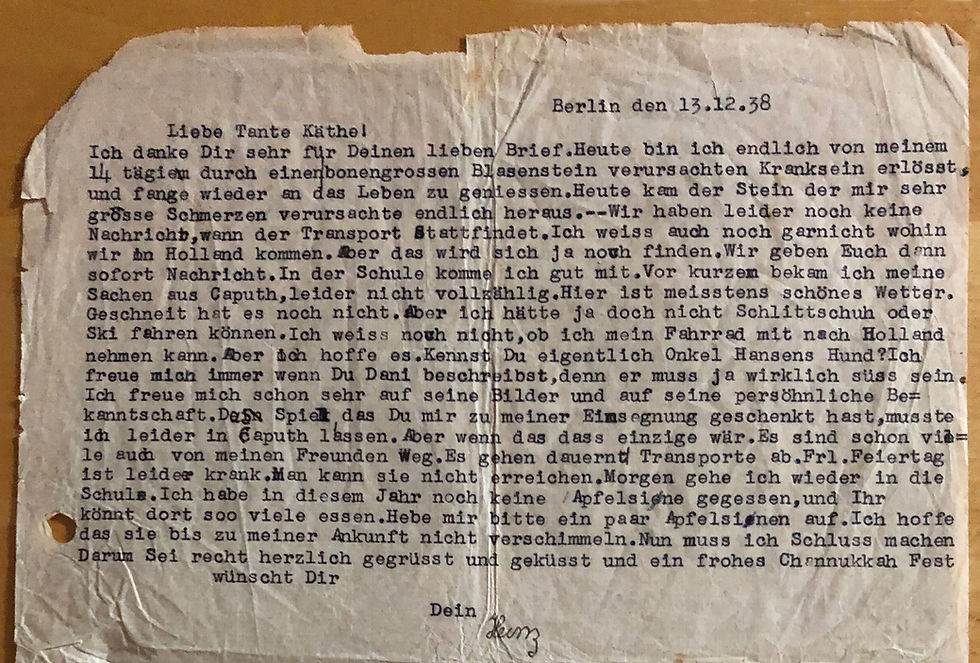 Berlin den 13.12.38
Liebe Tante Käthe!
Ich danke Dir sehr für Deinen lieben Brief.Heute bin ich endlich von meinem
14 tägiem durch einen bonengrossen Blasenstein verursachten Kranksein erlösst,
und fange wieder an das Leben zu geniessen.Heute kam der Stein der mir sehr
grösse Schmerzen verursachte endlich heraus.--Wir haben leider noch keine
Nachricht,wann der Transport Stattfindet.Ich weiss auch noch garnicht wohin
wir in Holland kommen.Aber das wird sich ja noch finden.Wir geben Euch dann
sofort Nachricht.In der Schule komme ich gut mit.Vor kurzem bekam ich meine
Sachen aus Caputh,leider nicht vollzählig.Hier ist meisstens schönes Wetter.
Geschneit hat es noch nicht.Aber ich hätte ja doch nicht Schlittschuh oder
Ski fahren können.Ich weiss noch nicht,ob ich mein Fahrrad mit nach Holland
nehmen kann.Aber ich hoffe es.Kennst Du eigentlich Onkel Hansens Hund?Ich
freue mich immer wenn Du Dani beschreibst,denn er muss ja wirklich süss sein.
Ich freue mich schon sehr auf seine Bilder und auf seine persöhnliche Be=
kanntschaft.Dass Spiel das Du mir zu meiner Eimsegnung geschenkt hast,musste
ich leider in Caputh lassen.Aber wenn das dass einzige wär.Es sind schon vie=
le auch von meinen Freunden Weg.Es gehen dauernt Transporte ab.Frl.Feiertag
ist leider krank.Man kann sie nicht erreichen.Morgen gehe ich wieder in die
Schule.Ich habe in diesem Jahr noch keine Apfelsine gegessen,und Ihr
könnt dort soo viele essen.Hebe mir bitte ein paar Apfelsinen auf.Ich hoffe
das sie bis zu meiner Ankunft nicht verschimmeln.Nun muss ich Schluss machen
Darum Sei recht herzlich gegrüsst und geküsst und ein frohes Channukkah Fest
wünscht Dir
Dein
Heinz